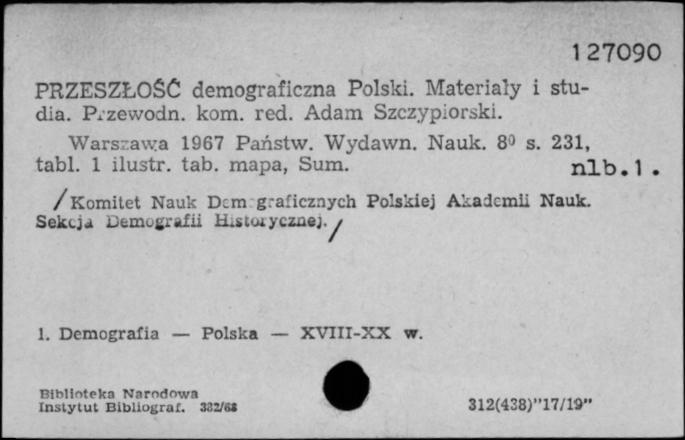 127090
PRZESZŁOŚĆ demograficzna Polski. Materiały i stu-
dia. Przewodn. kom. red. Adam Szczypiorski.
Warszawa 1967 Państw. Wydawn. Nauk. 8⁰ s. 231,
tabl. 1 ilustr. tab. mapa, Sum. nlb.1.
/Komitet Nauk Demograficznych Polskiej Akademii Nauk.
Sekcja Demografii Historycznej./
1. Demografia — Polska — XVIII-XX w.
Biblioteka Narodowa
Instytut Bibliograf. 332/68
312(438)"17/19"